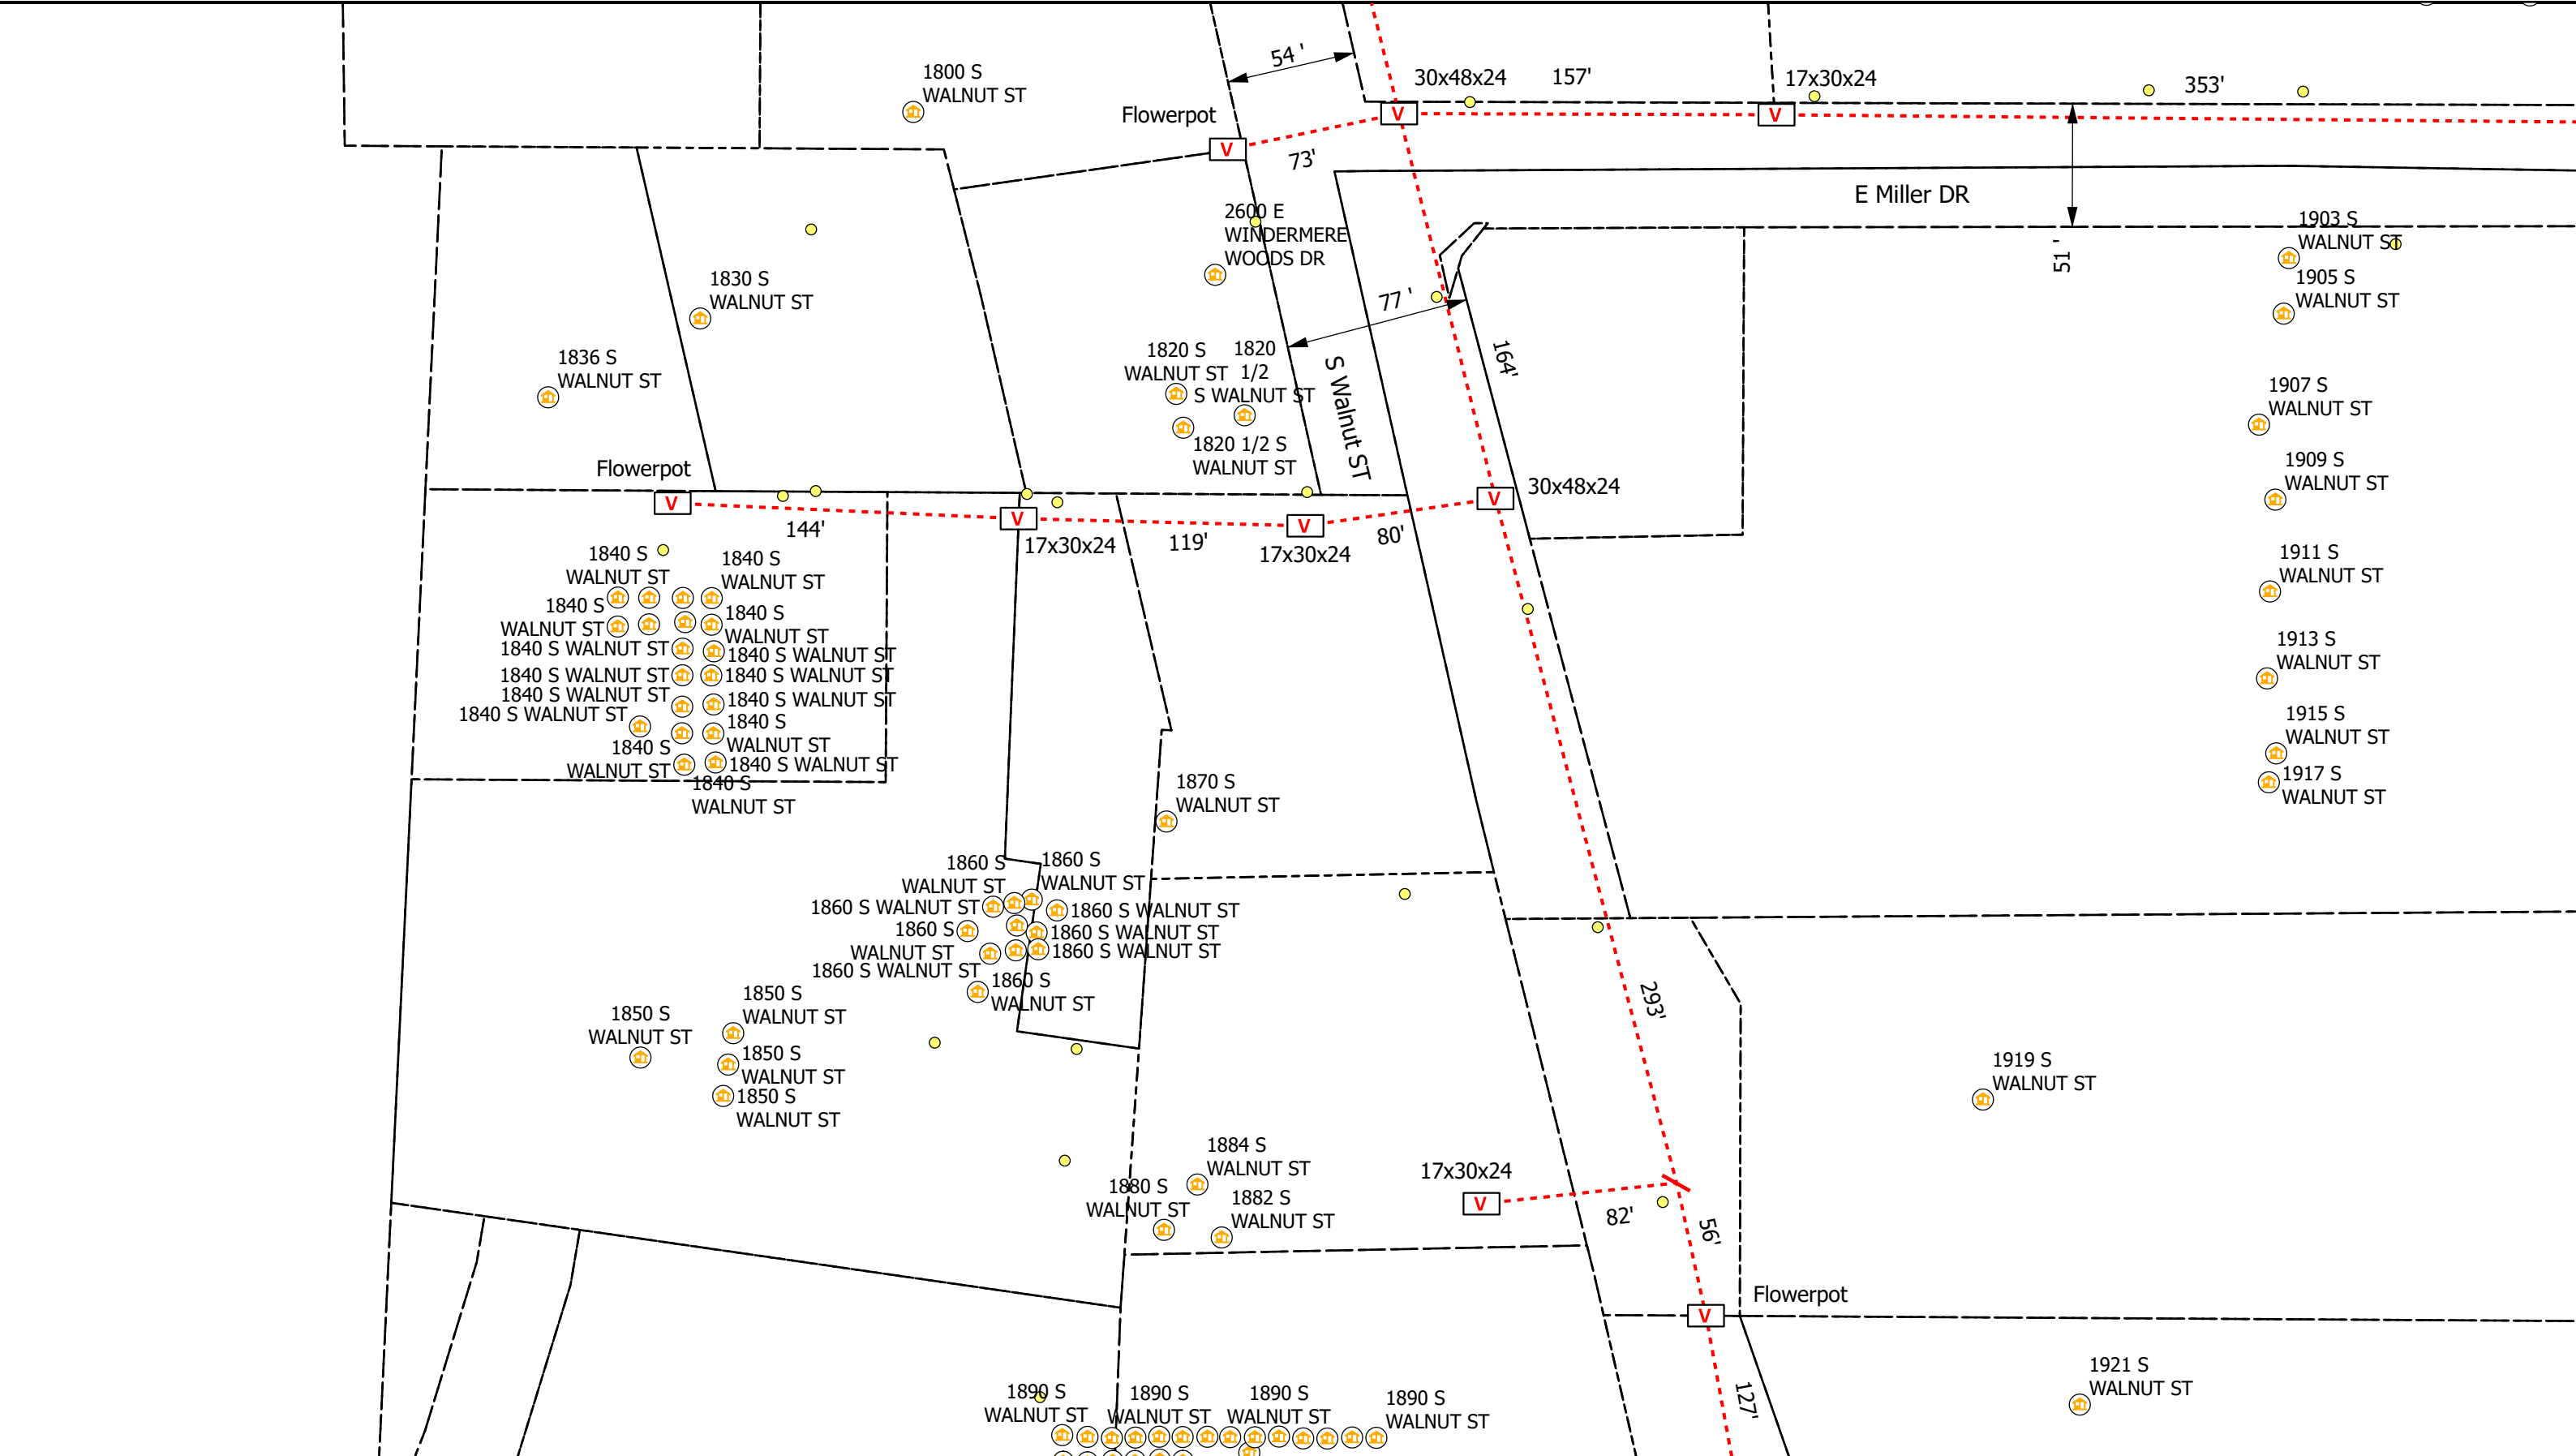 1800 S
WALNUT ST
54 '
Flowerpot
V
73'
30x48x24
V
157'
17x30x24
V
353'
E Miller DR
51 '
2600 E
WINDERMERE
WOODS DR
1830 S
WALNUT ST
1836 S
WALNUT ST
1820 S
WALNUT ST
1820
1/2
S WALNUT ST
1820 1/2 S
WALNUT ST
77 '
S Walnut ST
164'
1903 S
WALNUT ST
1905 S
WALNUT ST
1907 S
WALNUT ST
1909 S
WALNUT ST
1911 S
WALNUT ST
1913 S
WALNUT ST
1915 S
WALNUT ST
1917 S
WALNUT ST
Flowerpot
V
144'
V
17x30x24
119'
V
17x30x24
80'
V
30x48x24
1840 S
WALNUT ST
1840 S
WALNUT ST
1840 S
WALNUT ST
1840 S
WALNUT ST
1840 S WALNUT ST
1840 S WALNUT ST
1840 S WALNUT ST
1840 S WALNUT ST
1840 S WALNUT ST
1840 S WALNUT ST
1840 S WALNUT ST
1840 S
WALNUT ST
1840 S
WALNUT ST
1840 S WALNUT ST
1840 S
WALNUT ST
1870 S
WALNUT ST
1860 S
WALNUT ST
1860 S
WALNUT ST
1860 S WALNUT ST
1860 S WALNUT ST
1860 S
WALNUT ST
1860 S WALNUT ST
1860 S WALNUT ST
1860 S WALNUT ST
1860 S
WALNUT ST
1850 S
WALNUT ST
1850 S
WALNUT ST
1850 S
WALNUT ST
1850 S
WALNUT ST
293'
1919 S
WALNUT ST
1884 S
WALNUT ST
1880 S
WALNUT ST
1882 S
WALNUT ST
17x30x24
V
82'
56'
Flowerpot
V
127'
1921 S
WALNUT ST
1890 S
WALNUT ST
1890 S
WALNUT ST
1890 S
WALNUT ST
1890 S
WALNUT ST